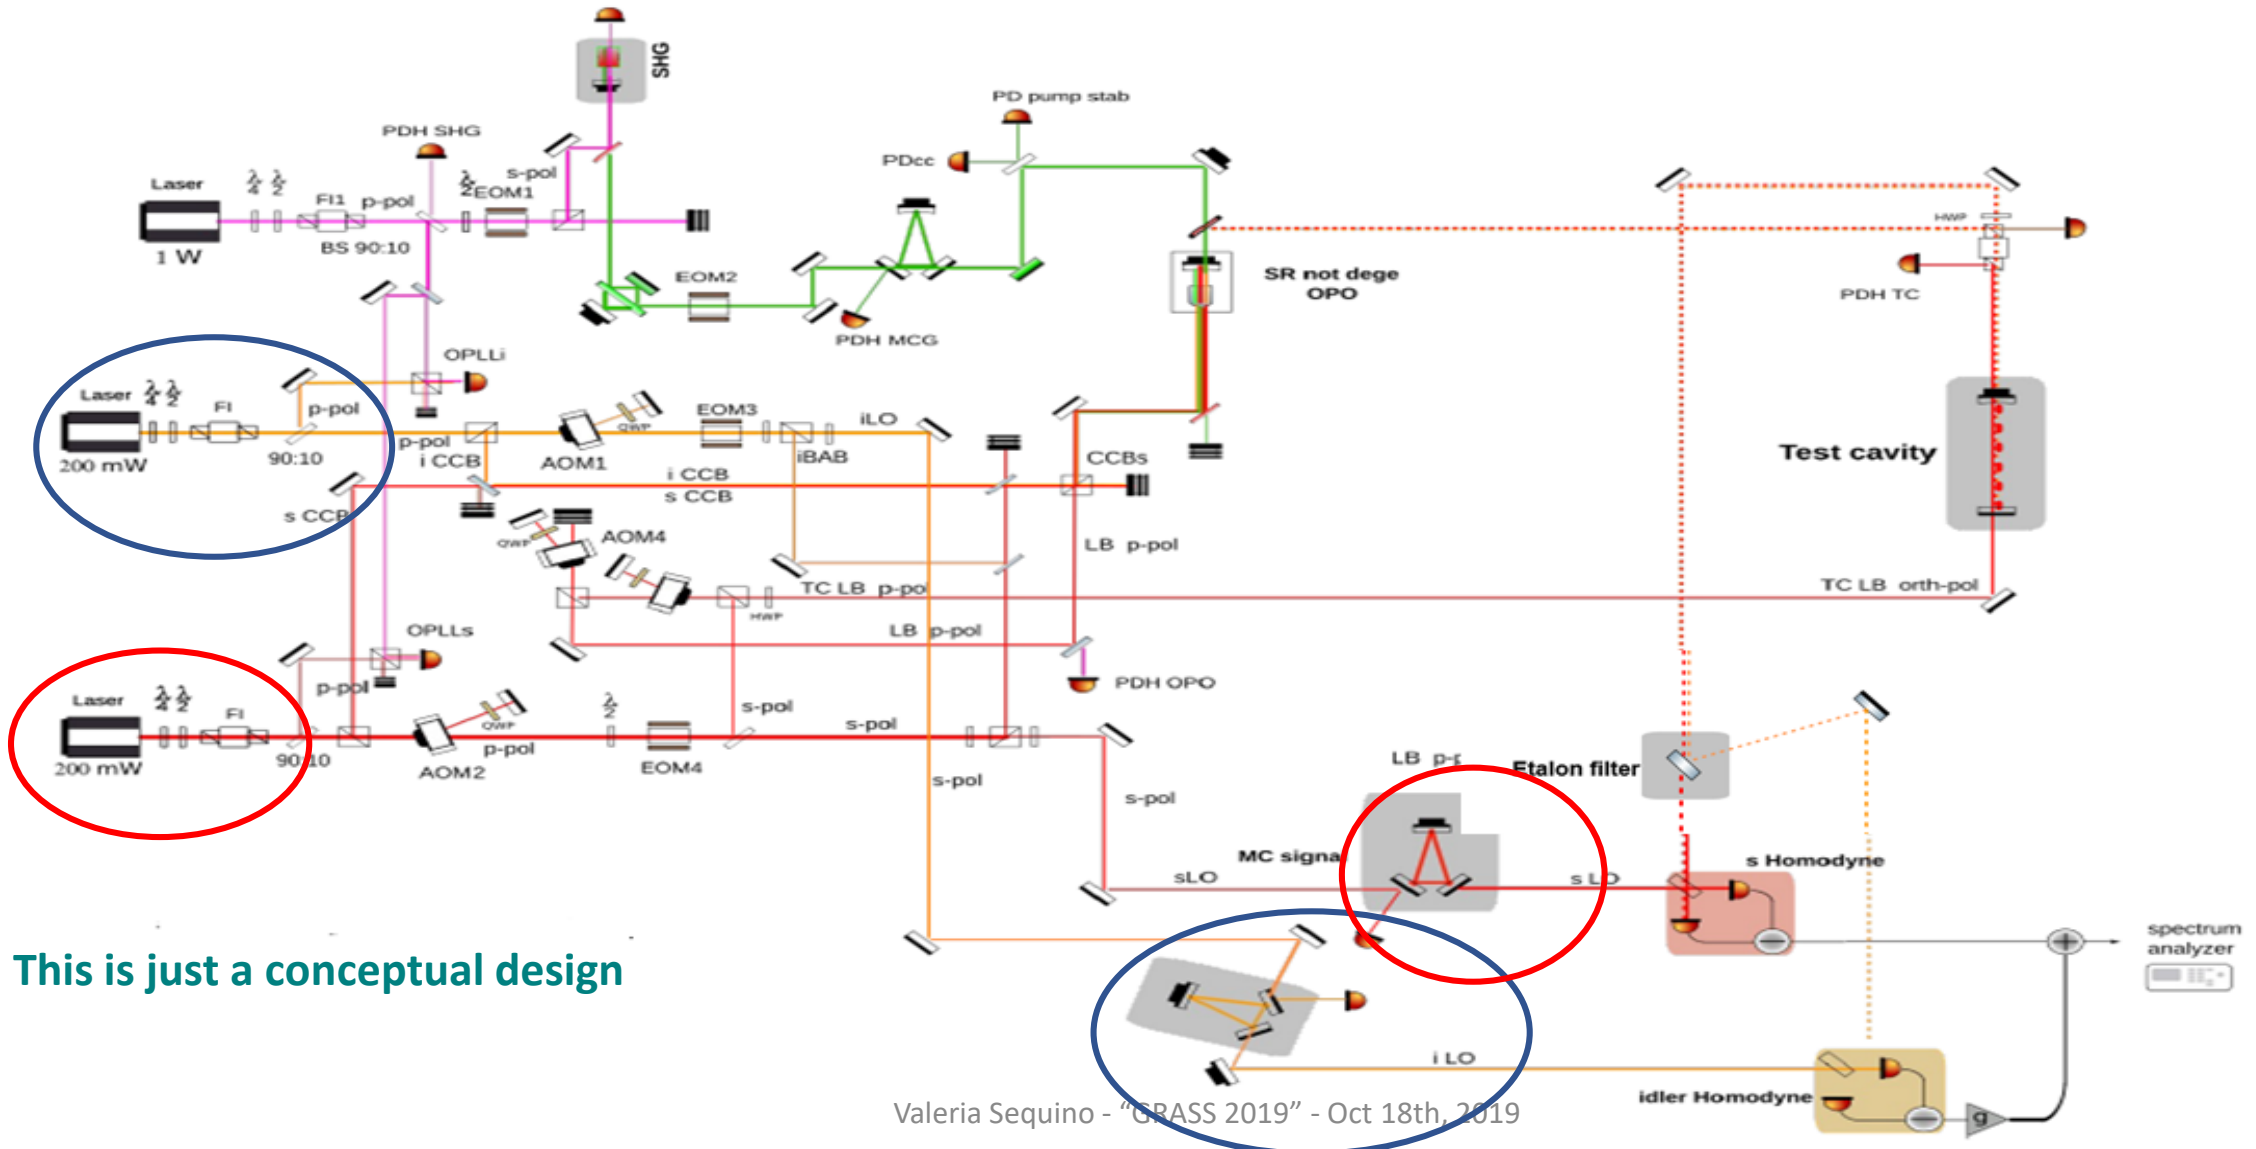 SHG
PD pump stab
PDH SHG
PDcc
Laser
λ/4 λ/2
FI1
p-pol
λ/2
EOM1
s-pol
BS 90:10
1 W
HWP
SR not dege
OPO
PDH TC
EOM2
PDH MCG
OPLLi
Laser
λ/4 λ/2
FI
p-pol
200 mW
90:10
p-pol
i CCB
AOM1
QWP
EOM3
iLO
iBAB
CCBs
Test cavity
i CCB
s CCB
s CCB
QWP
AOM4
LB p-pol
TC LB p-pol
HWP
TC LB orth-pol
OPLLs
LB p-pol
PDH OPO
Laser
λ/4 λ/2
FI
p-pol
200 mW
90:10
AOM2
QWP
p-pol
λ/2
EOM4
s-pol
s-pol
s-pol
s-pol
LB p-p
Etalon filter
MC signa
sLO
s LO
s Homodyne
spectrum
analyzer
This is just a conceptual design
i LO
idler Homodyne
g
Valeria Sequino - “GRASS 2019” - Oct 18th, 2019